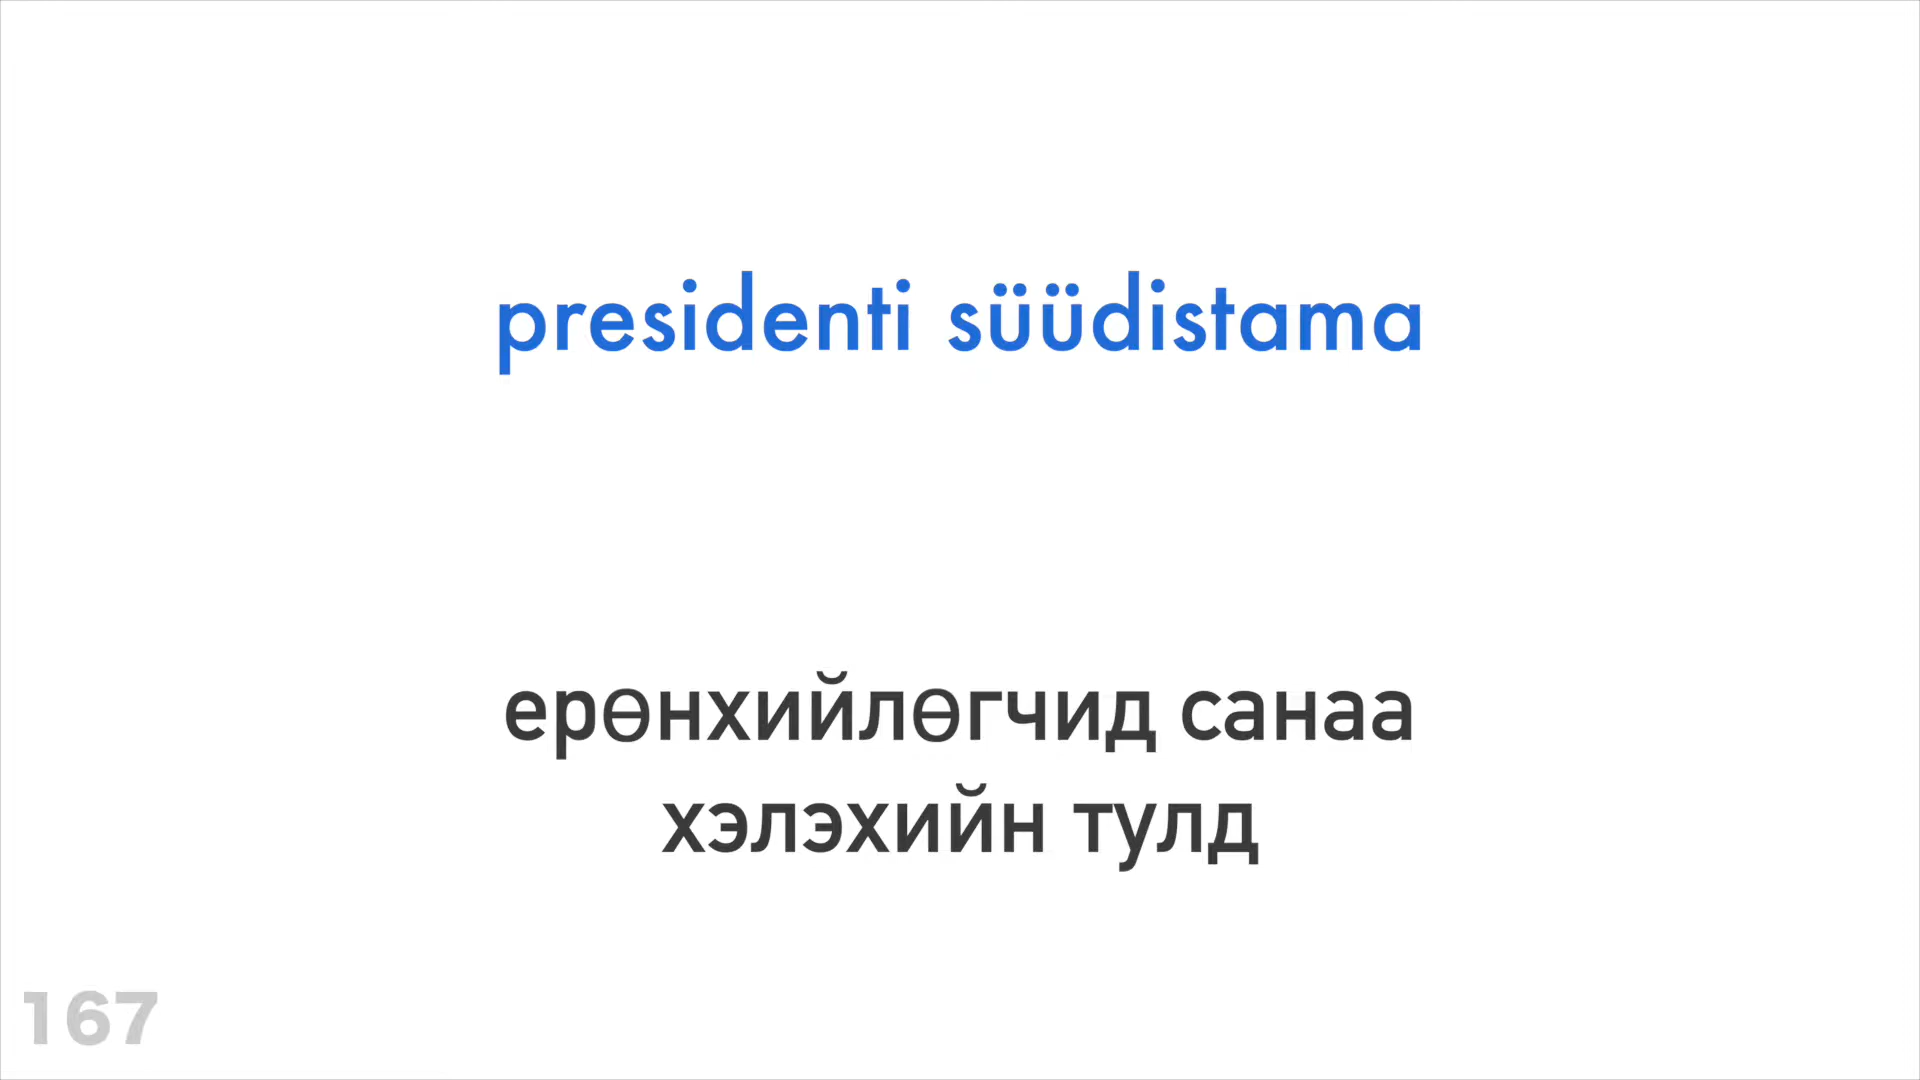 presidenti süüdistama
ерөнхийлөгчид санаа
хэлэхийн тулд
167